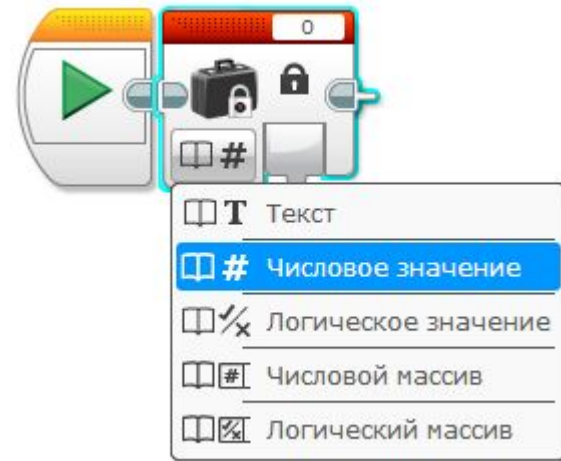 0
#
T Текст
# Числовое значение
Логическое значение
# Числовой массив
Логический массив